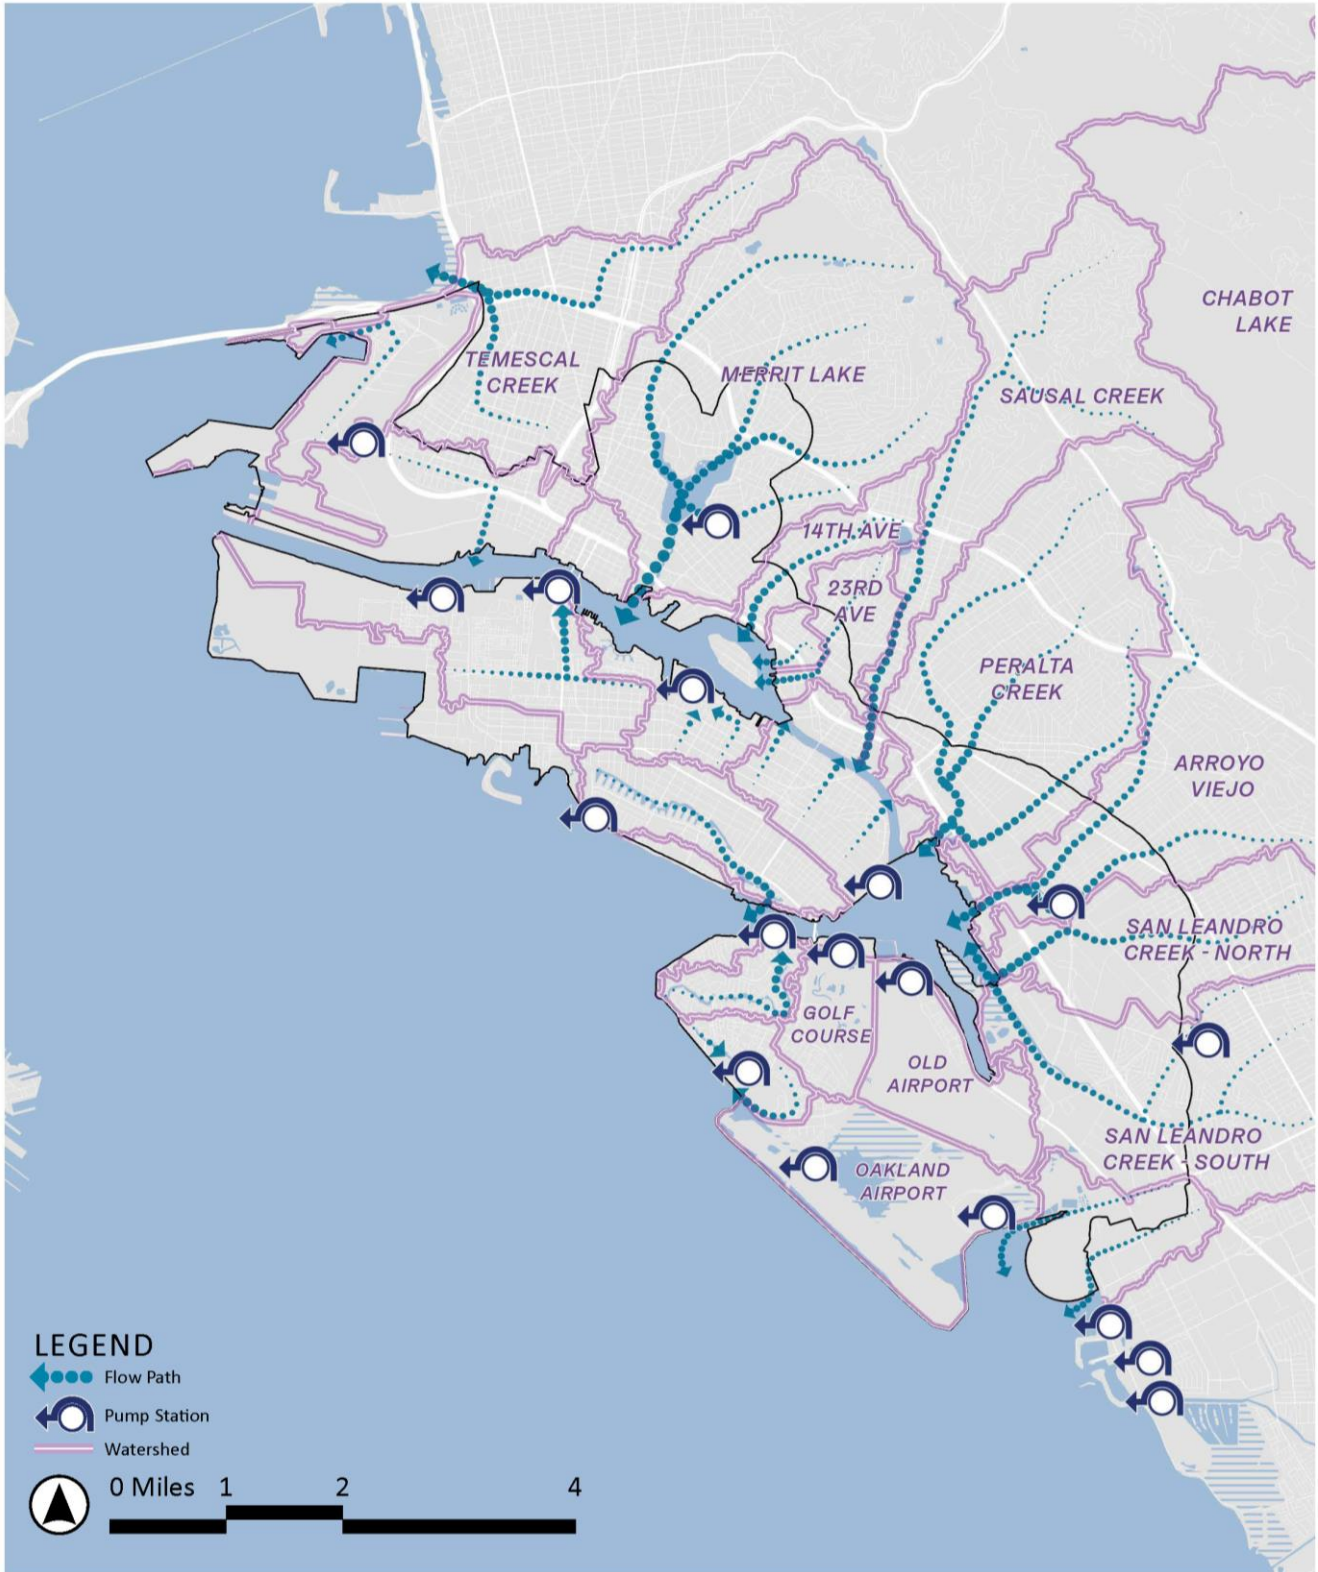 CHABOT
LAKE
TEMESCAL
CREEK
MERRIT LAKE
SAUSAL CREEK
14TH AVE
23RD
AVE
PERALTA
CREEK
ARROYO
VIEJO
SAN LEANDRO
CREEK - NORTH
GOLF
COURSE
OLD
AIRPORT
SAN LEANDRO
CREEK - SOUTH
OAKLAND
AIRPORT
LEGEND
Flow Path
Pump Station
Watershed
0 Miles 1 2 4